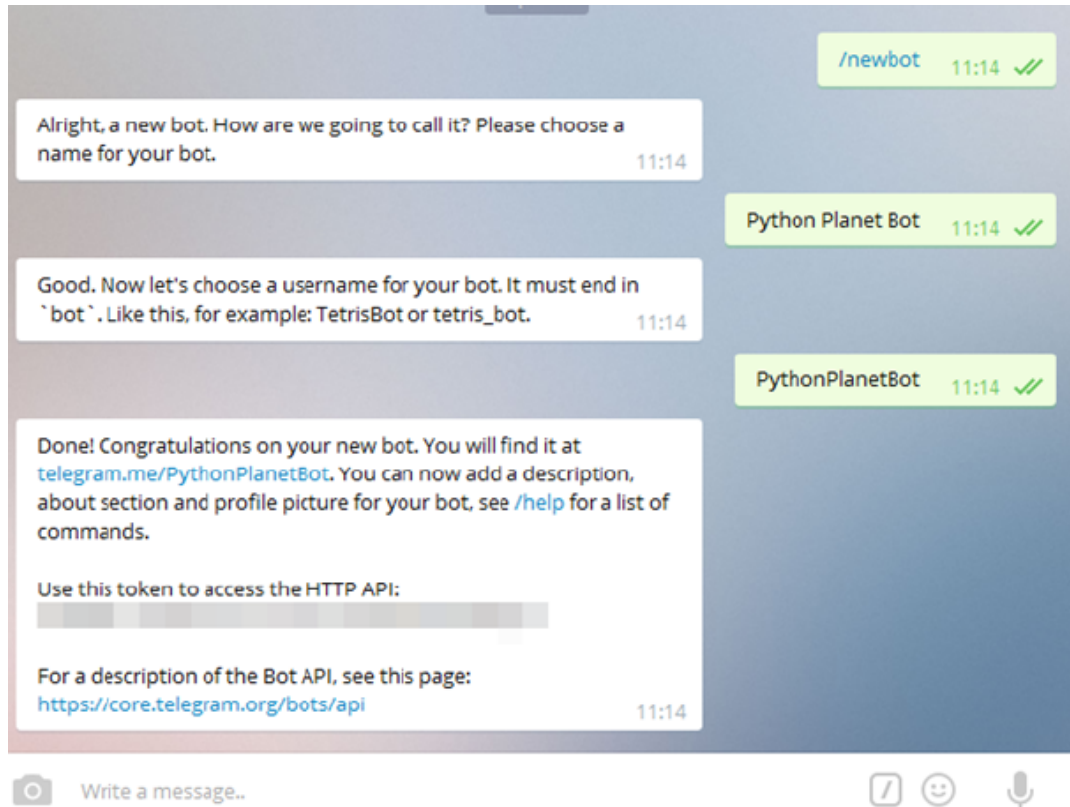 /newbot 11:14
Alright, a new bot. How are we going to call it? Please choose a
name for your bot.
11:14
Python Planet Bot 11:14
Good. Now let's choose a username for your bot. It must end in
`bot`. Like this, for example: TetrisBot or tetris_bot.
11:14
PythonPlanetBot 11:14
Done! Congratulations on your new bot. You will find it at
telegram.me/PythonPlanetBot. You can now add a description,
about section and profile picture for your bot, see /help for a list of
commands.
Use this token to access the HTTP API:
For a description of the Bot API, see this page:
https://core.telegram.org/bots/api
11:14
Write a message..